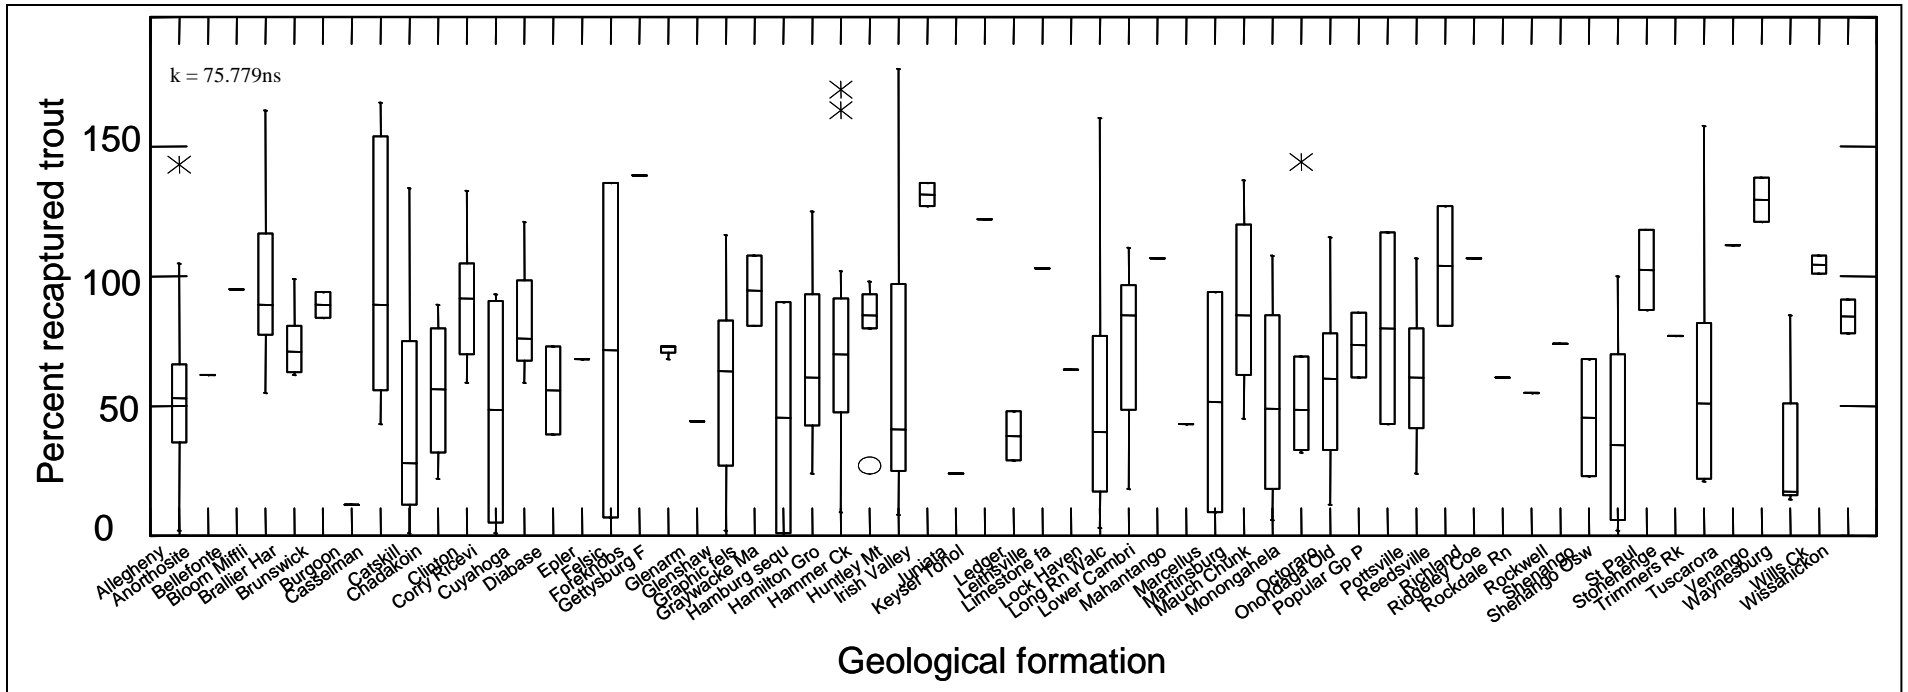 k = 75.779ns
Percent recaptured trout
150
100
50
0
Allegheny
Anothosite
Bellefonte
Bloom Miffli
Brallier Har
Brunswick
Burgoon
Casselman
Catskill
Chadakoin
Clinton
Corry Ricevi
Cuyahoga
Diabase
Epler
Felsic
Foreknobs
Gettysburg F
Glenarm
Glenshaw
Graphic fels
Graywacke Ma
Hamburg sequ
Hamilton Gro
Hammer Ck
Huntley Mt
Irish Valley
Juniata
Keyser Tonol
Ledger
Leithsville
Limestone fa
Lock Haven
Long Rn Walc
Lower Cambri
Mahantango
Marcellus
Martinsburg
Mauch Chunk
Monongahela
Octoraro
Onondaga Old
Popular Gp P
Pottsville
Reedsville
Richland
Ridgeley Coe
Rockdale Rn
Rockwell
Shenango
Shenango Osw
St Paul
Stonehenge
Trimmers Rk
Tuscarora
Venango
Waynesburg
Wills Ck
Wissahickon
Geological formation